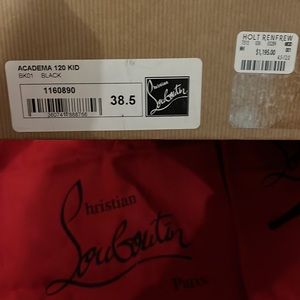 ACADEMA 120 KID
BK01 BLACK
1160890
38.5
Christian
Louboutin
HOLT RENFREW
$1,195.00
Christian
Louboutin
Paris